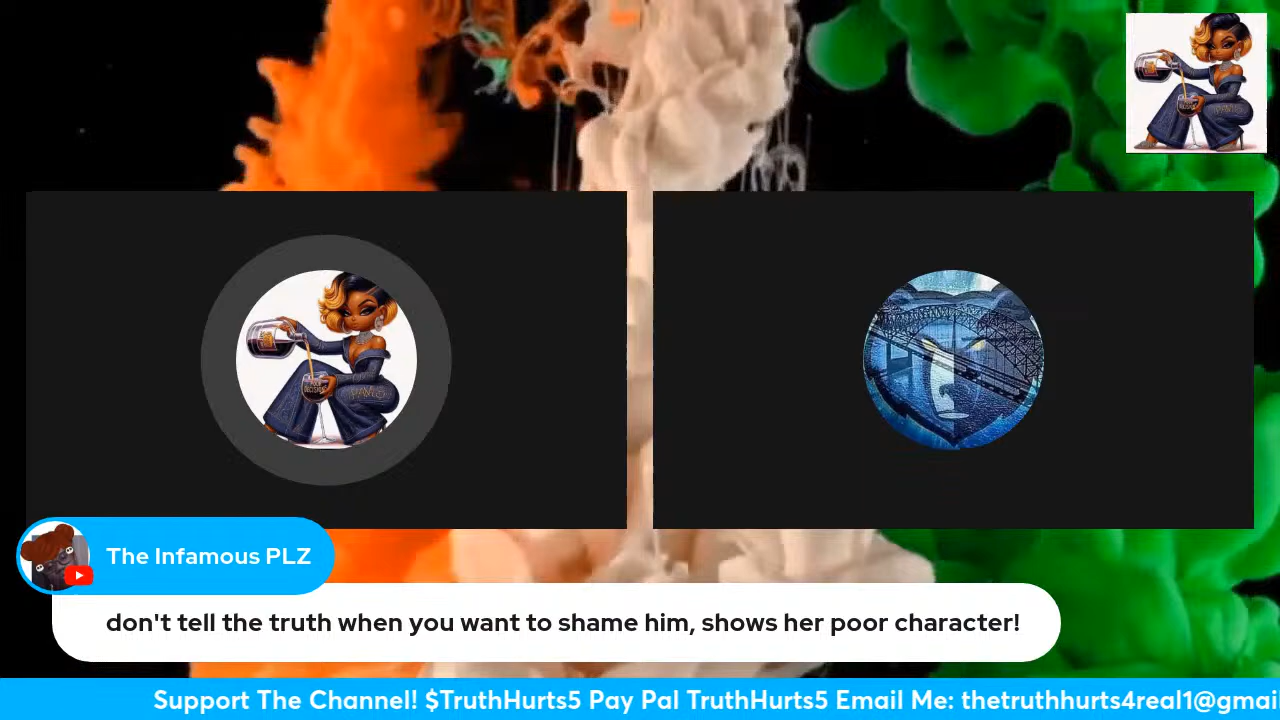 The Infamous PLZ
don't tell the truth when you want to shame him, shows her poor character!
Support The Channel! $TruthHurts5 Pay Pal TruthHurts5 Email Me: thetruthhurts4real1@gmai